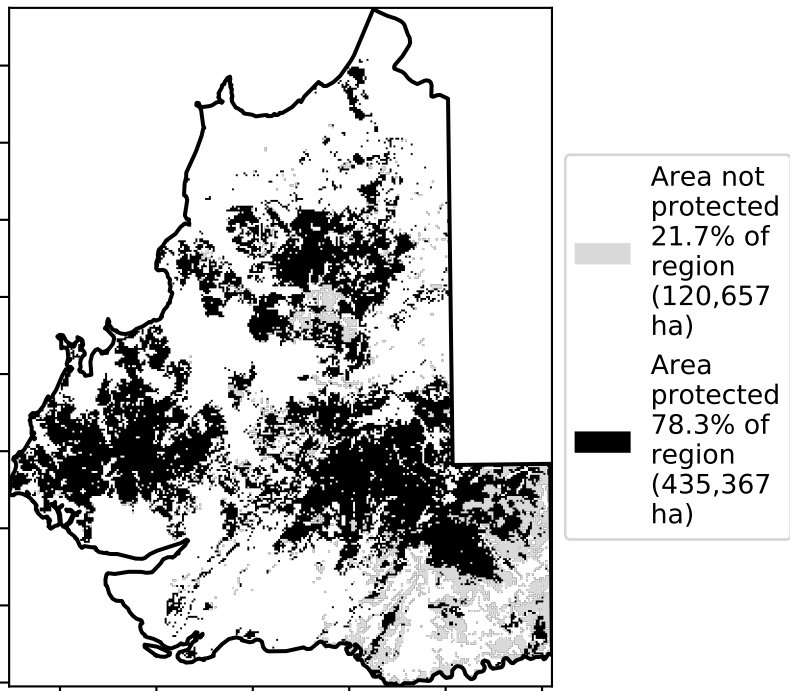 Area not
protected
21.7% of
region
(120,657
ha)
Area
protected
78.3% of
region
(435,367
ha)